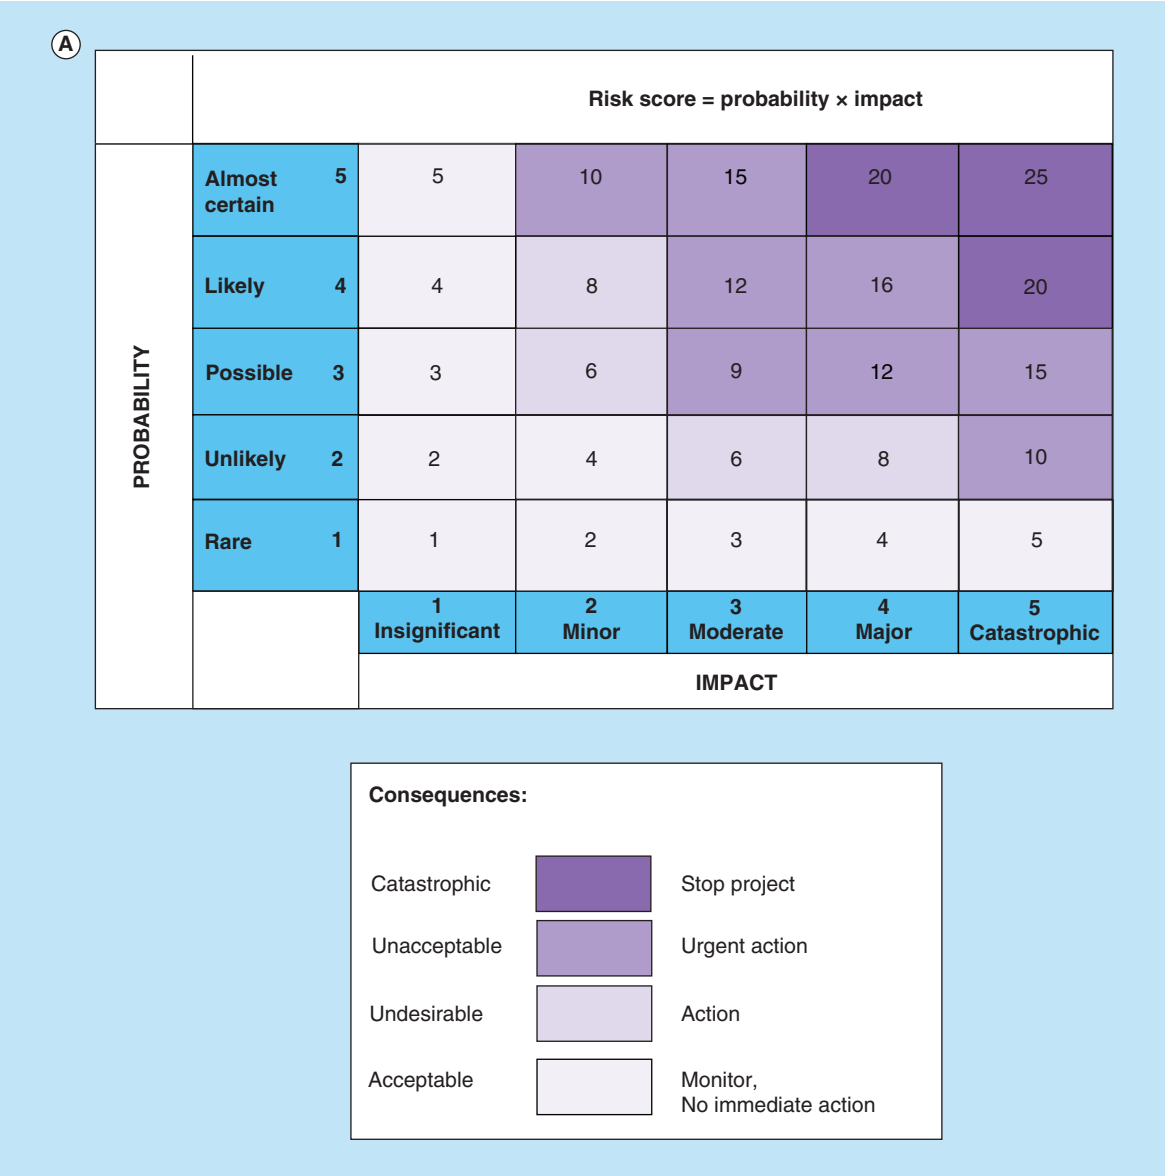 A
Risk score = probability × impact
PROBABILITY
Almost certain 5 5 10 15 20 25
Likely 4 4 8 12 16 20
Possible 3 3 6 9 12 15
Unlikely 2 2 4 6 8 10
Rare 1 1 2 3 4 5
1 2 3 4 5
Insignificant Minor Moderate Major Catastrophic
IMPACT
Consequences:
Catastrophic Stop project
Unacceptable Urgent action
Undesirable Action
Acceptable Monitor,
No immediate action